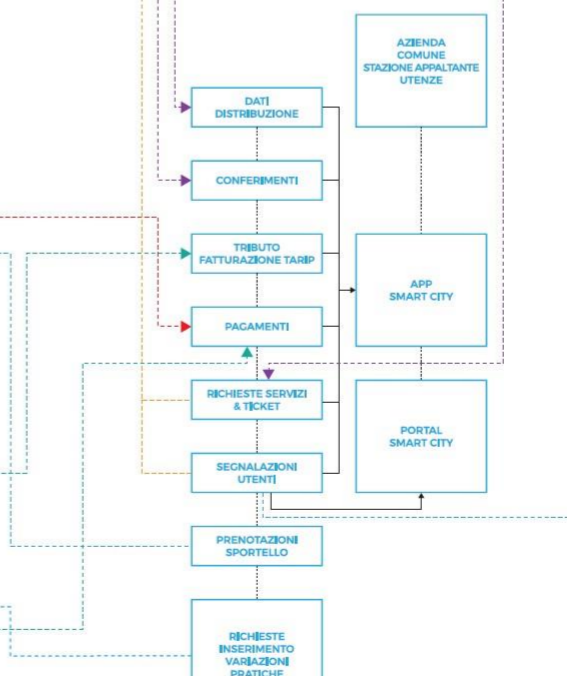 AZIENDA
COMUNE
STAZIONE APPALTANTE
UTENZE
DATI
DISTRIBUZIONE
CONFERIMENTI
TRIBUTO
FATTURAZIONE TARIP
APP
SMART CITY
PAGAMENTI
RICHIESTE SERVIZI
& TICKET
PORTAL
SMART CITY
SEGNALAZIONI
UTENTI
PRENOTAZIONI
SPORTELLO
RICHIESTE
INSERIMENTO
VARIAZIONI
PRATICHE